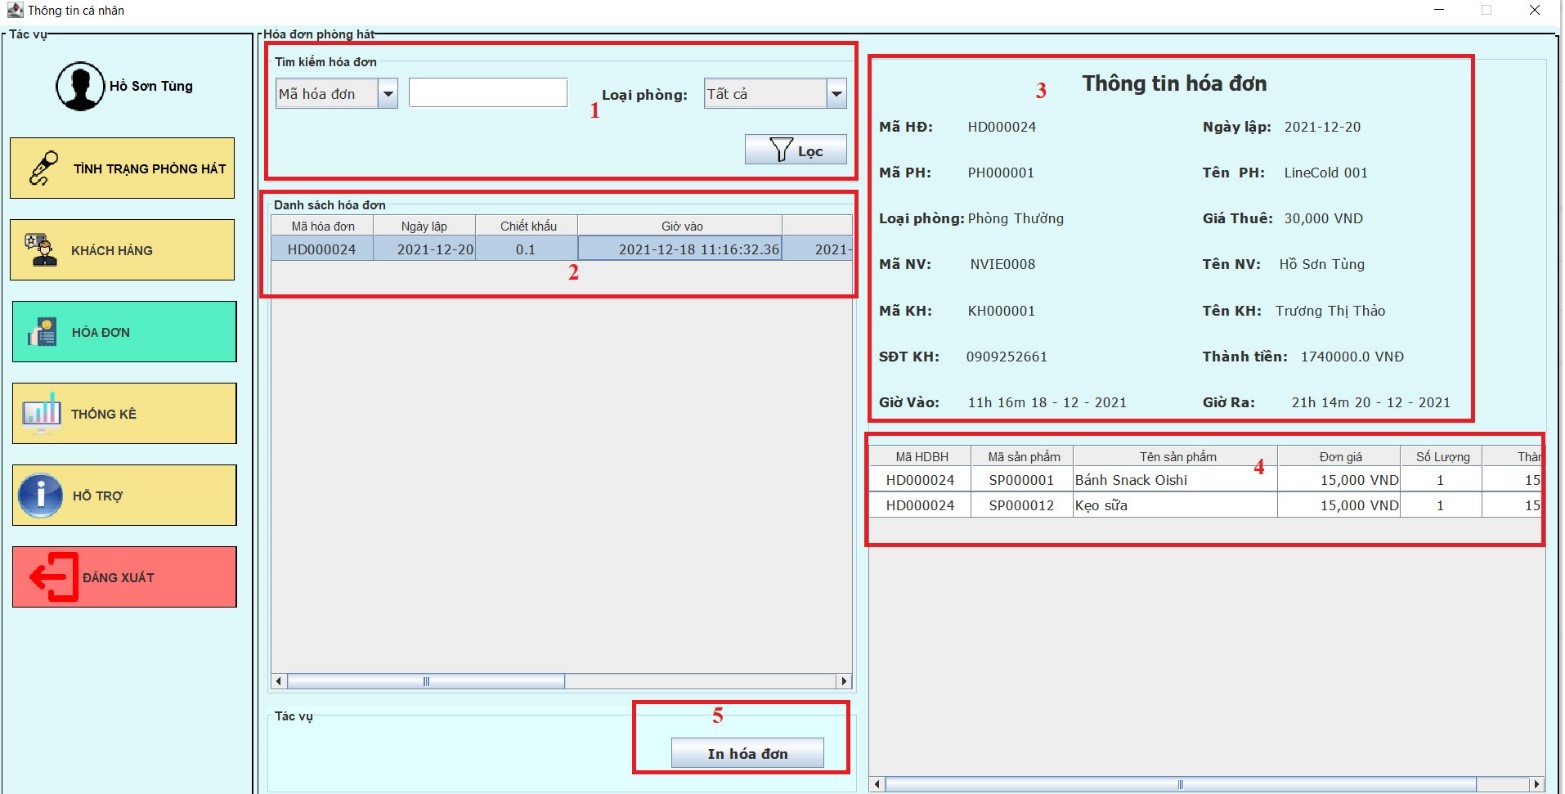 Thông tin cá nhân
Tác vụ
Hồ Sơn Tùng
TÌNH TRẠNG PHÒNG HÁT
KHÁCH HÀNG
HÓA ĐƠN
THỐNG KÊ
HỖ TRỢ
ĐĂNG XUẤT
Hóa đơn phòng hát
Tìm kiếm hóa đơn
Mã hóa đơn
Loại phòng: Tất cả
1
Lọc
Danh sách hóa đơn
Mã hóa đơn Ngày lập Chiết khấu Giờ vào
HD000024 2021-12-20 0.1 2021-12-18 11:16:32.36 2021-
2
Tác vụ
5
In hóa đơn
3
Thông tin hóa đơn
Mã HĐ: HD000024 Ngày lập: 2021-12-20
Mã PH: PH000001 Tên PH: LineCold 001
Loại phòng: Phòng Thường Giá Thuê: 30,000 VND
Mã NV: NVIE0008 Tên NV: Hồ Sơn Tùng
Mã KH: KH000001 Tên KH: Trương Thị Thảo
SĐT KH: 0909252661 Thành tiền: 1740000.0 VNĐ
Giờ Vào: 11h 16m 18 - 12 - 2021 Giờ Ra: 21h 14m 20 - 12 - 2021
Mã HDBH Mã sản phẩm Tên sản phẩm Đơn giá Số Lượng Thàn
4
HD000024 SP000001 Bánh Snack Oishi 15,000 VND 1 15
HD000024 SP000012 Kẹo sữa 15,000 VND 1 15